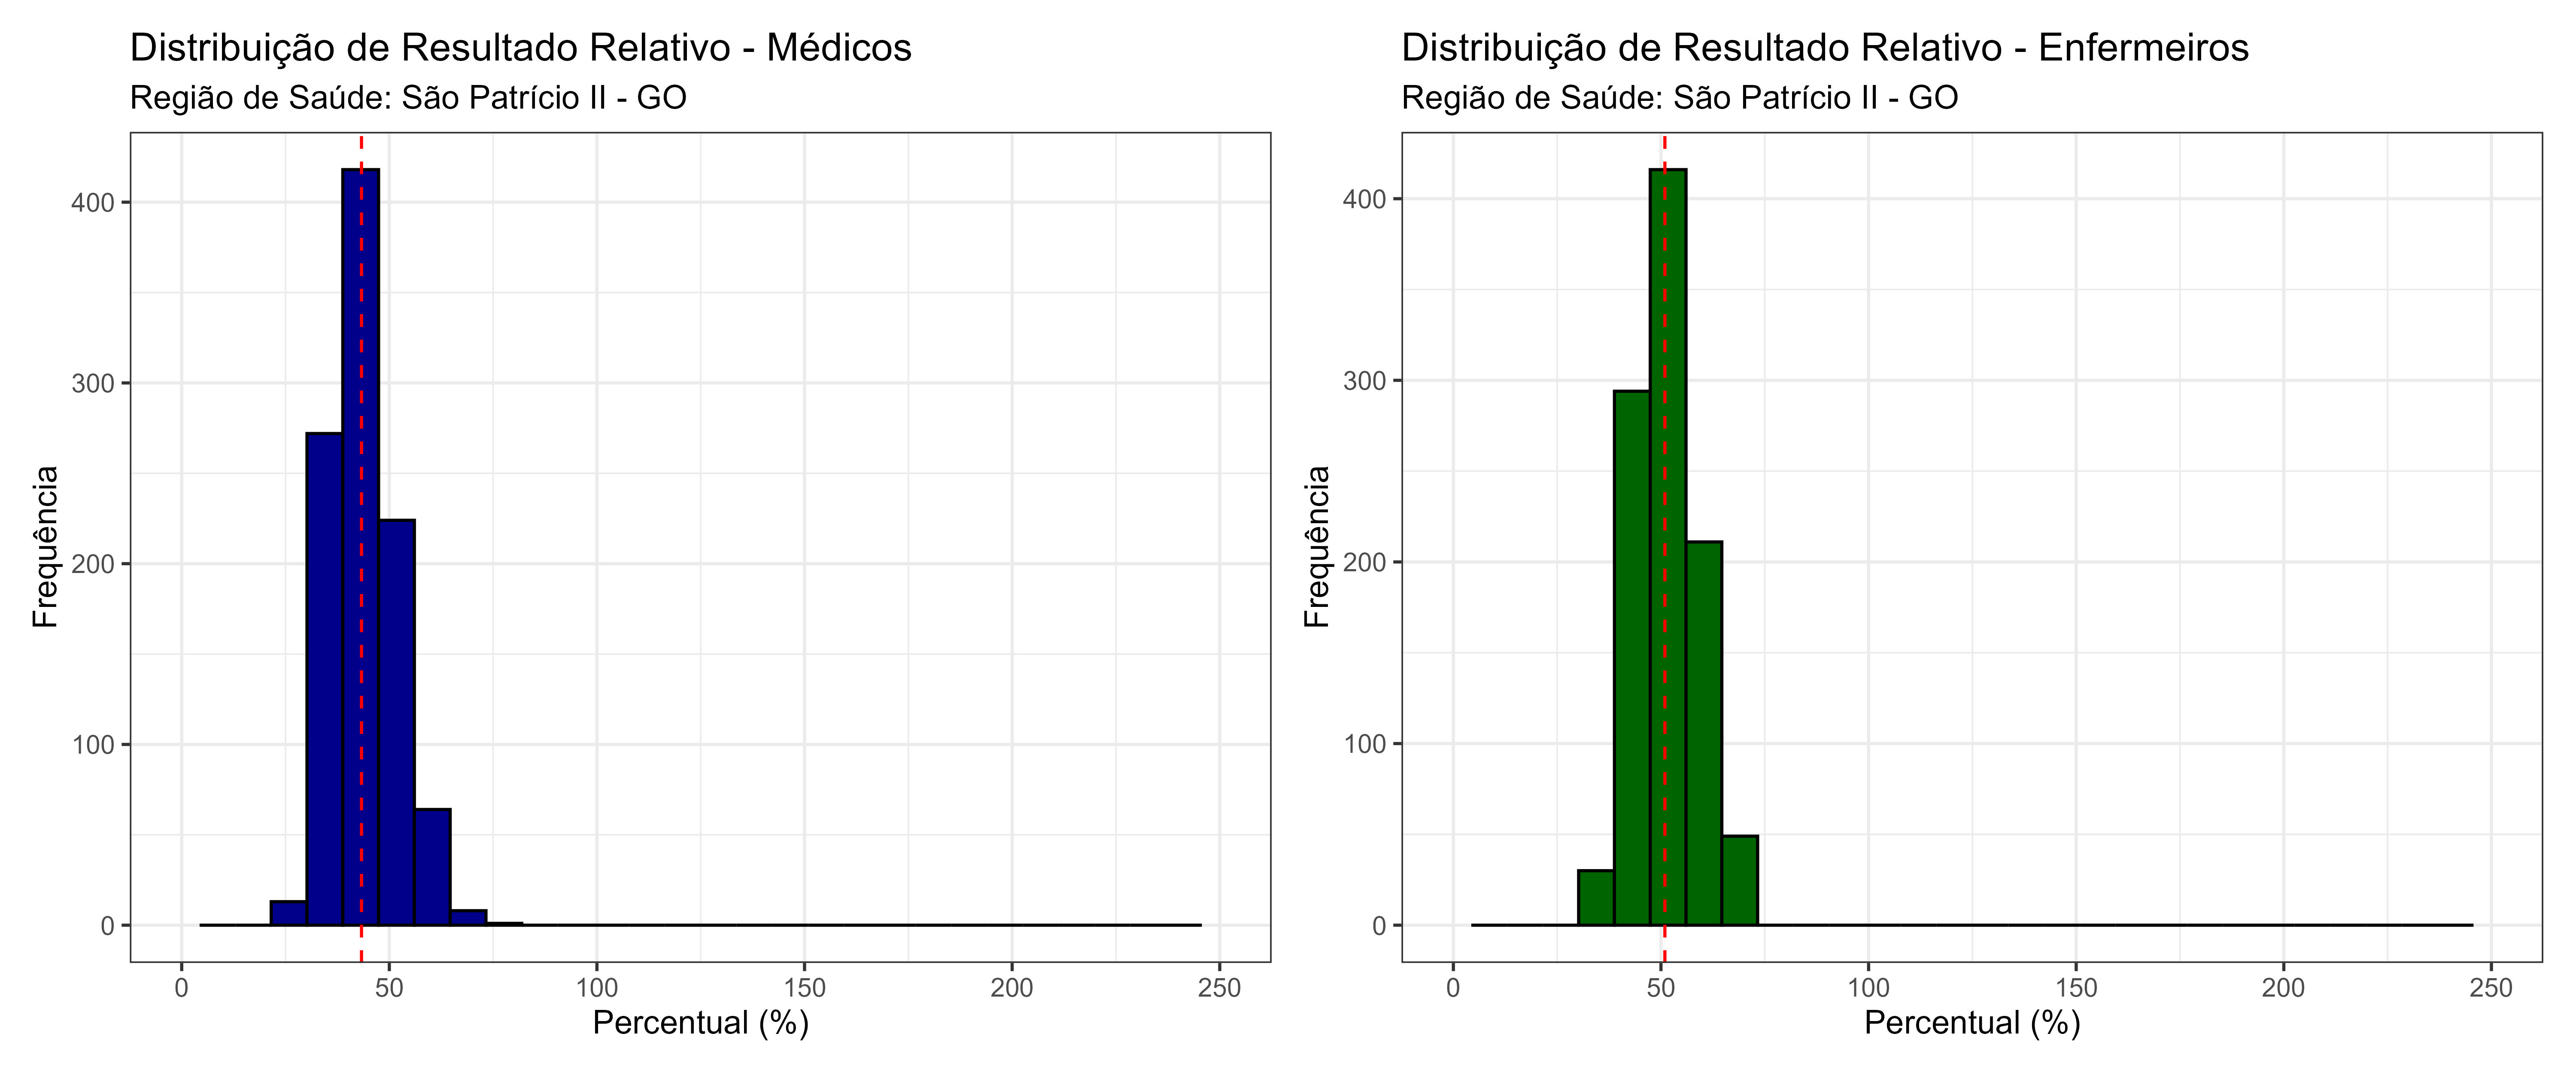 Distribuição de Resultado Relativo - Médicos
Região de Saúde: São Patrício II - GO
Frequência
400
300
200
100
0
0 50 100 150 200 250
Percentual (%)
Distribuição de Resultado Relativo - Enfermeiros
Região de Saúde: São Patrício II - GO
Frequência
400
300
200
100
0
0 50 100 150 200 250
Percentual (%)